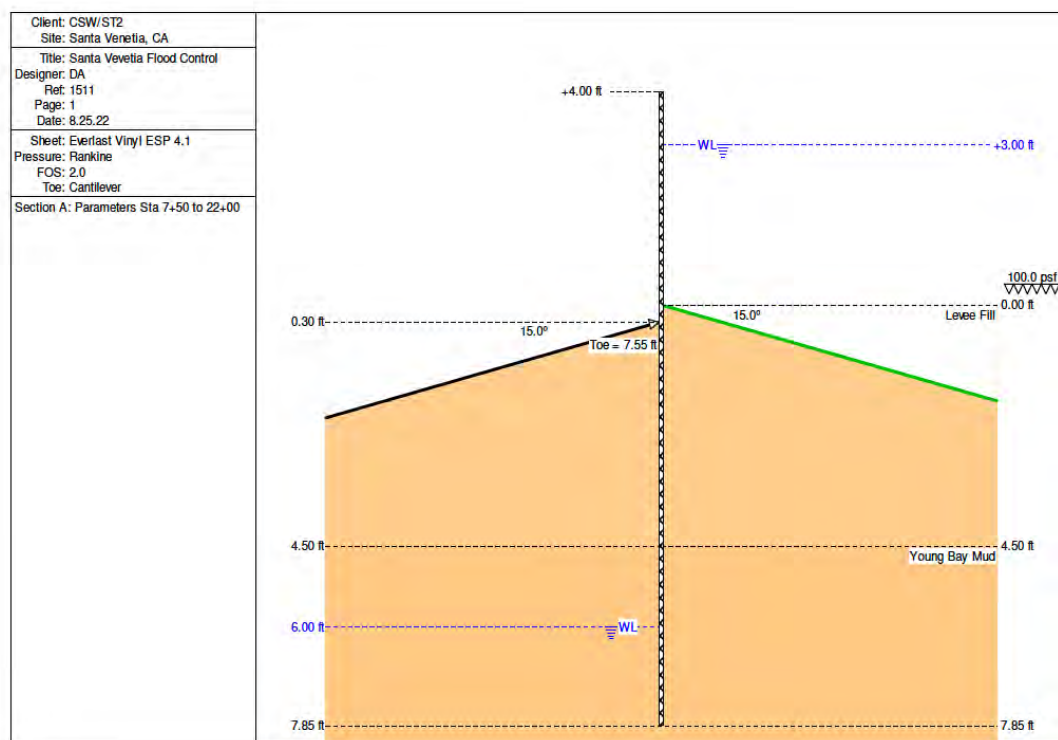 Client: CSW/ST2
Site: Santa Venetia, CA
Title: Santa Vevetia Flood Control
Designer: DA
Ref: 1511
Page: 1
Date: 8.25.22
Sheet: Everlast Vinyl ESP 4.1
Pressure: Rankine
FOS: 2.0
Toe: Cantilever
Section A: Parameters Sta 7+50 to 22+00
+4.00 ft
WL
+3.00 ft
100.0 psf
0.00 ft
Levee Fill
0.30 ft
15.0º
15.0º
Toe = 7.55 ft
4.50 ft
4.50 ft
Young Bay Mud
6.00 ft
WL
7.85 ft
7.85 ft